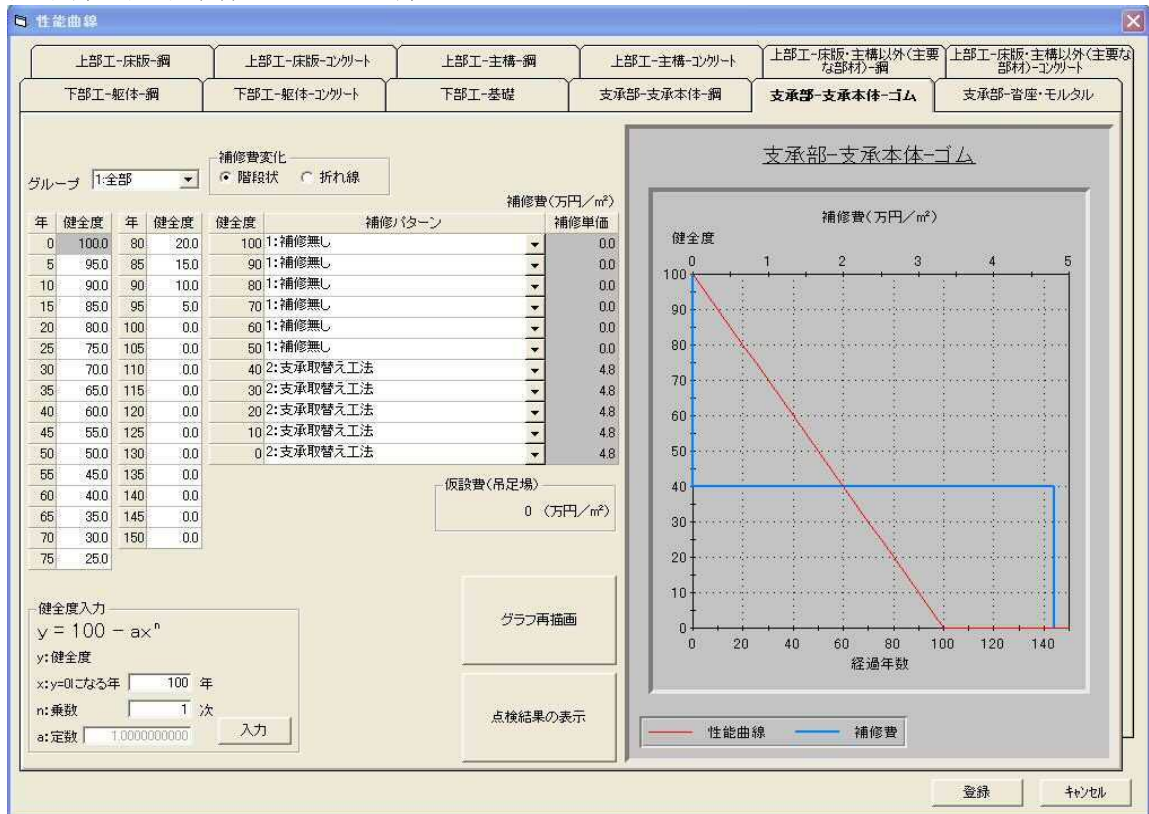 性能曲線
上部工-床版-鋼 上部工-床版-コンクリート 上部工-主構-鋼 上部工-主構-コンクリート 上部工-床版・主構以外(主要な部材)-鋼 上部工-床版・主構以外(主要な部材)-コンクリート
下部工-躯体-鋼 下部工-躯体-コンクリート 下部工-基礎 支承部-支承本体-鋼 支承部-支承本体-ゴム 支承部-沓座・モルタル
グループ 1:全部
補修費変化
階段状 折れ線
補修費(万円/㎡)
年 健全度 年 健全度 健全度 補修パターン 補修単価
0 100.0 80 20.0 100 1:補修無し 0.0
5 95.0 85 15.0 90 1:補修無し 0.0
10 90.0 90 10.0 80 1:補修無し 0.0
15 85.0 95 5.0 70 1:補修無し 0.0
20 80.0 100 0.0 60 1:補修無し 0.0
25 75.0 105 0.0 50 1:補修無し 0.0
30 70.0 110 0.0 40 2:支承取替え工法 4.8
35 65.0 115 0.0 30 2:支承取替え工法 4.8
40 60.0 120 0.0 20 2:支承取替え工法 4.8
45 55.0 125 0.0 10 2:支承取替え工法 4.8
50 50.0 130 0.0 0 2:支承取替え工法 4.8
55 45.0 135 0.0
60 40.0 140 0.0
65 35.0 145 0.0
70 30.0 150 0.0
75 25.0
仮設費(吊足場)
0 (万円/㎡)
健全度入力
y = 100 - axⁿ
y:健全度
x:y=0になる年 100 年
n:乗数 1 次
a:定数 1.0000000000
入力
グラフ再描画
点検結果の表示
支承部-支承本体-ゴム
補修費(万円/㎡)
健全度
0 1 2 3 4 5
100
90
80
70
60
50
40
30
20
10
0
0 20 40 60 80 100 120 140
経過年数
性能曲線 補修費
登録 キャンセル